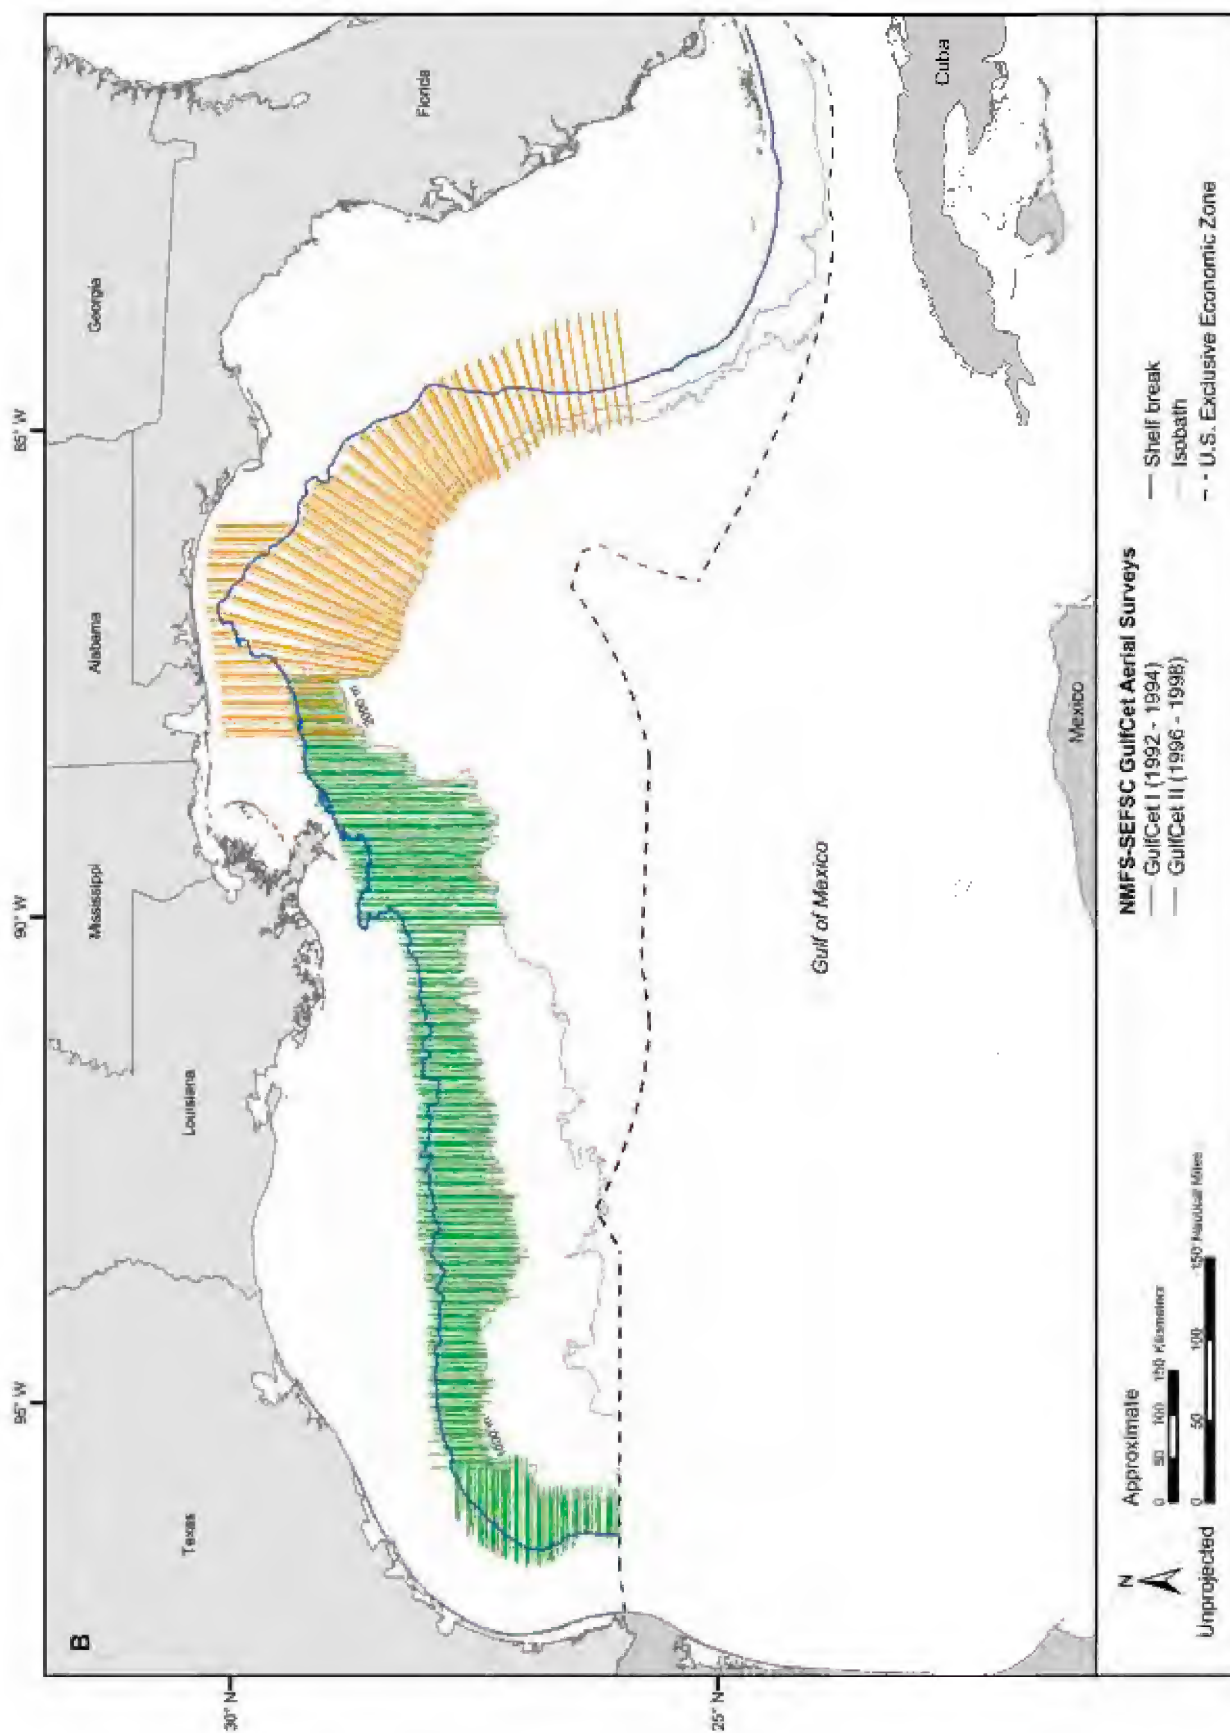 B
95° W
90° W
85° W
30° N
25° N
Texas
Louisiana
Mississippi
Alabama
Georgia
Florida
1000 m
2000 m
Gulf of Mexico
Mexico
Cuba
N
Unprojected
Approximate
0 50 100 150 Kilometers
0 50 100 150 Nautical Miles
NMFS-SEFSC GulfCet Aerial Surveys
GulfCet I (1992 - 1994)
GulfCet II (1996 - 1998)
Shelf break
Isobath
U.S. Exclusive Economic Zone